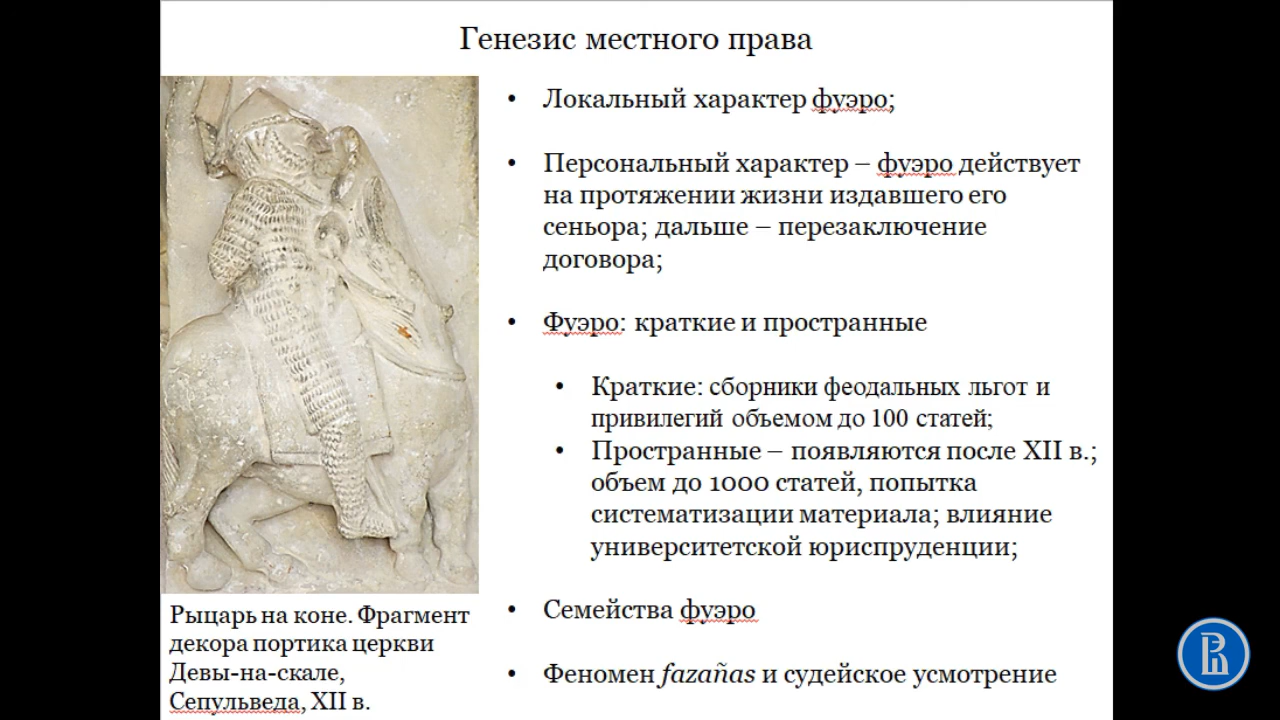 Генезис местного права
• Локальный характер фуэро;
• Персональный характер – фуэро действует
на протяжении жизни издавшего его
сеньора; дальше – перезаключение
договора;
• Фуэро: краткие и пространные
• Краткие: сборники феодальных льгот и
привилегий объемом до 100 статей;
• Пространные – появляются после XII в.;
объем до 1000 статей, попытка
систематизации материала; влияние
университетской юриспруденции;
• Семейства фуэро
• Феномен fazañas и судейское усмотрение
Рыцарь на коне. Фрагмент
декора портика церкви
Девы-на-скале,
Сепульведа, XII в.